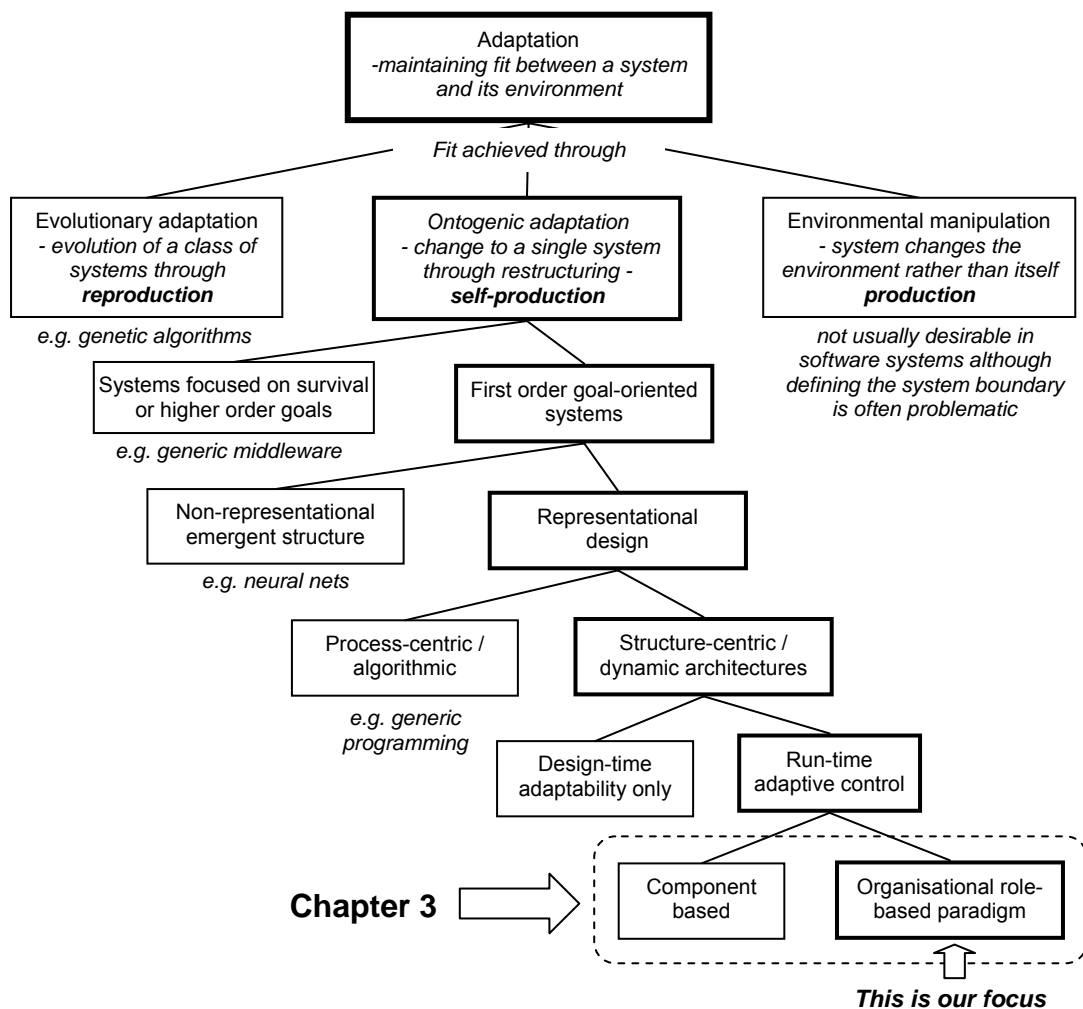 Adaptation
-maintaining fit between a system
and its environment
Fit achieved through
Evolutionary adaptation
- evolution of a class of
systems through
reproduction
e.g. genetic algorithms
Ontogenic adaptation
- change to a single system
through restructuring -
self-production
Environmental manipulation
- system changes the
environment rather than itself
production
not usually desirable in
software systems although
defining the system boundary
is often problematic
Systems focused on survival
or higher order goals
e.g. generic middleware
First order goal-oriented
systems
Non-representational
emergent structure
e.g. neural nets
Representational
design
Process-centric /
algorithmic
e.g. generic
programming
Structure-centric /
dynamic architectures
Design-time
adaptability only
Run-time
adaptive control
Chapter 3
Component
based
Organisational role-
based paradigm
This is our focus